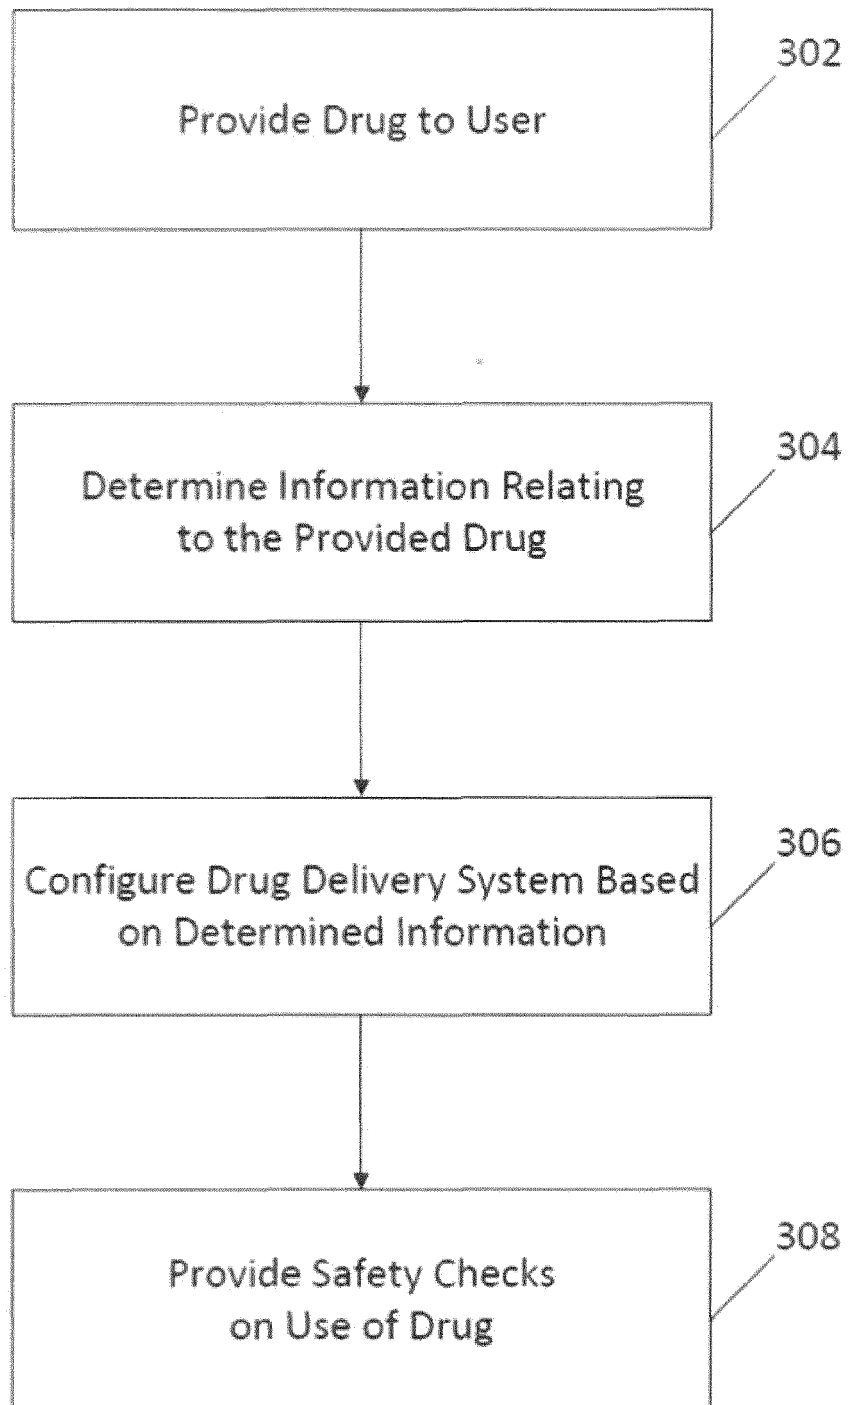 302
Provide Drug to User
304
Determine Information Relating
to the Provided Drug
306
Configure Drug Delivery System Based
on Determined Information
308
Provide Safety Checks
on Use of Drug